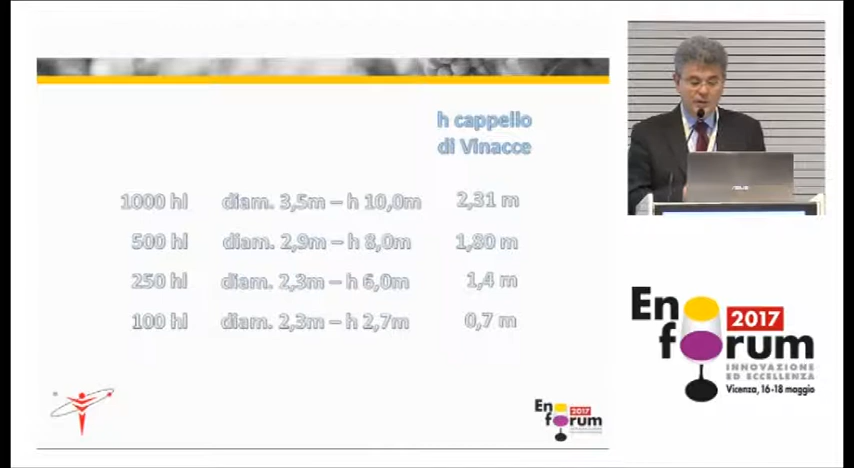 h cappello
di Vinacce
1000 hl diam. 3,5m – h 10,0m 2,31 m
500 hl diam. 2,9m – h 8,0m 1,80 m
250 hl diam. 2,3m – h 6,0m 1,4 m
100 hl diam. 2,3m – h 2,7m 0,7 m
En
2017
forum
ASUS
En
2017
forum
INNOVAZIONE
ED ECCELLENZA
Vicenza, 16-18 maggio